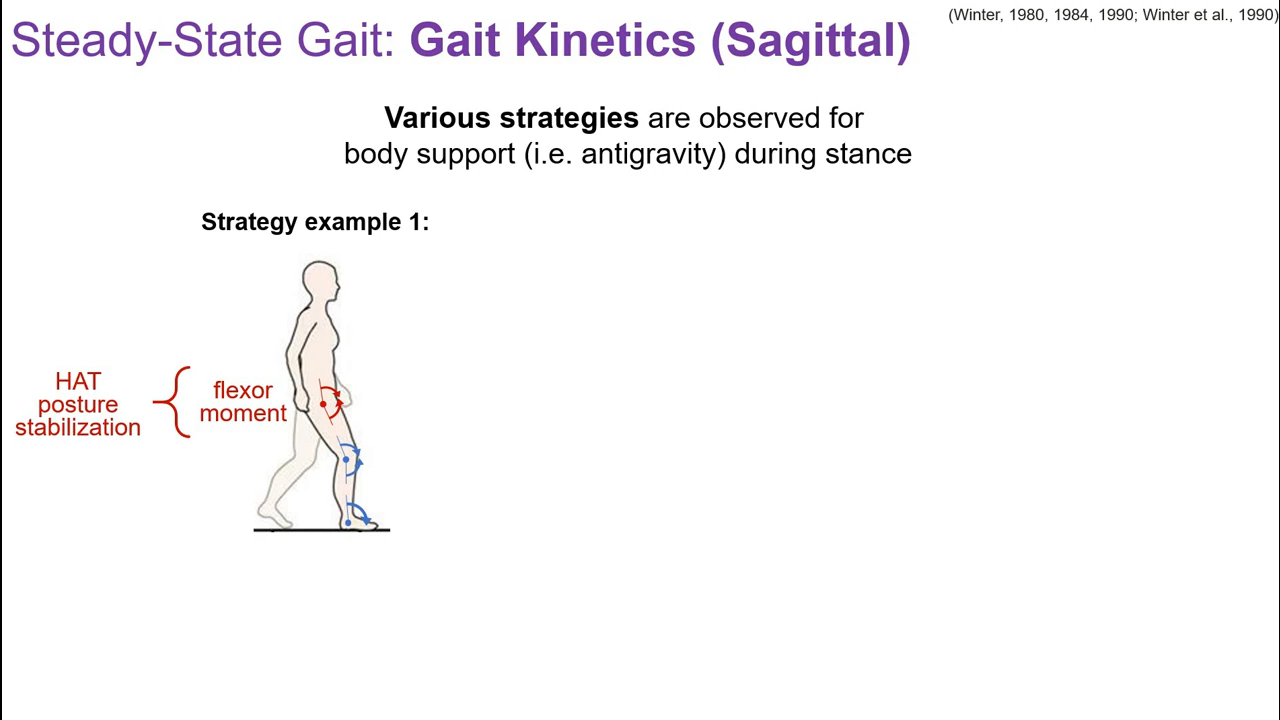 (Winter, 1980, 1984, 1990; Winter et al., 1990)
Steady-State Gait: Gait Kinetics (Sagittal)
Various strategies are observed for
body support (i.e. antigravity) during stance
Strategy example 1:
HAT
posture
stabilization
flexor
moment